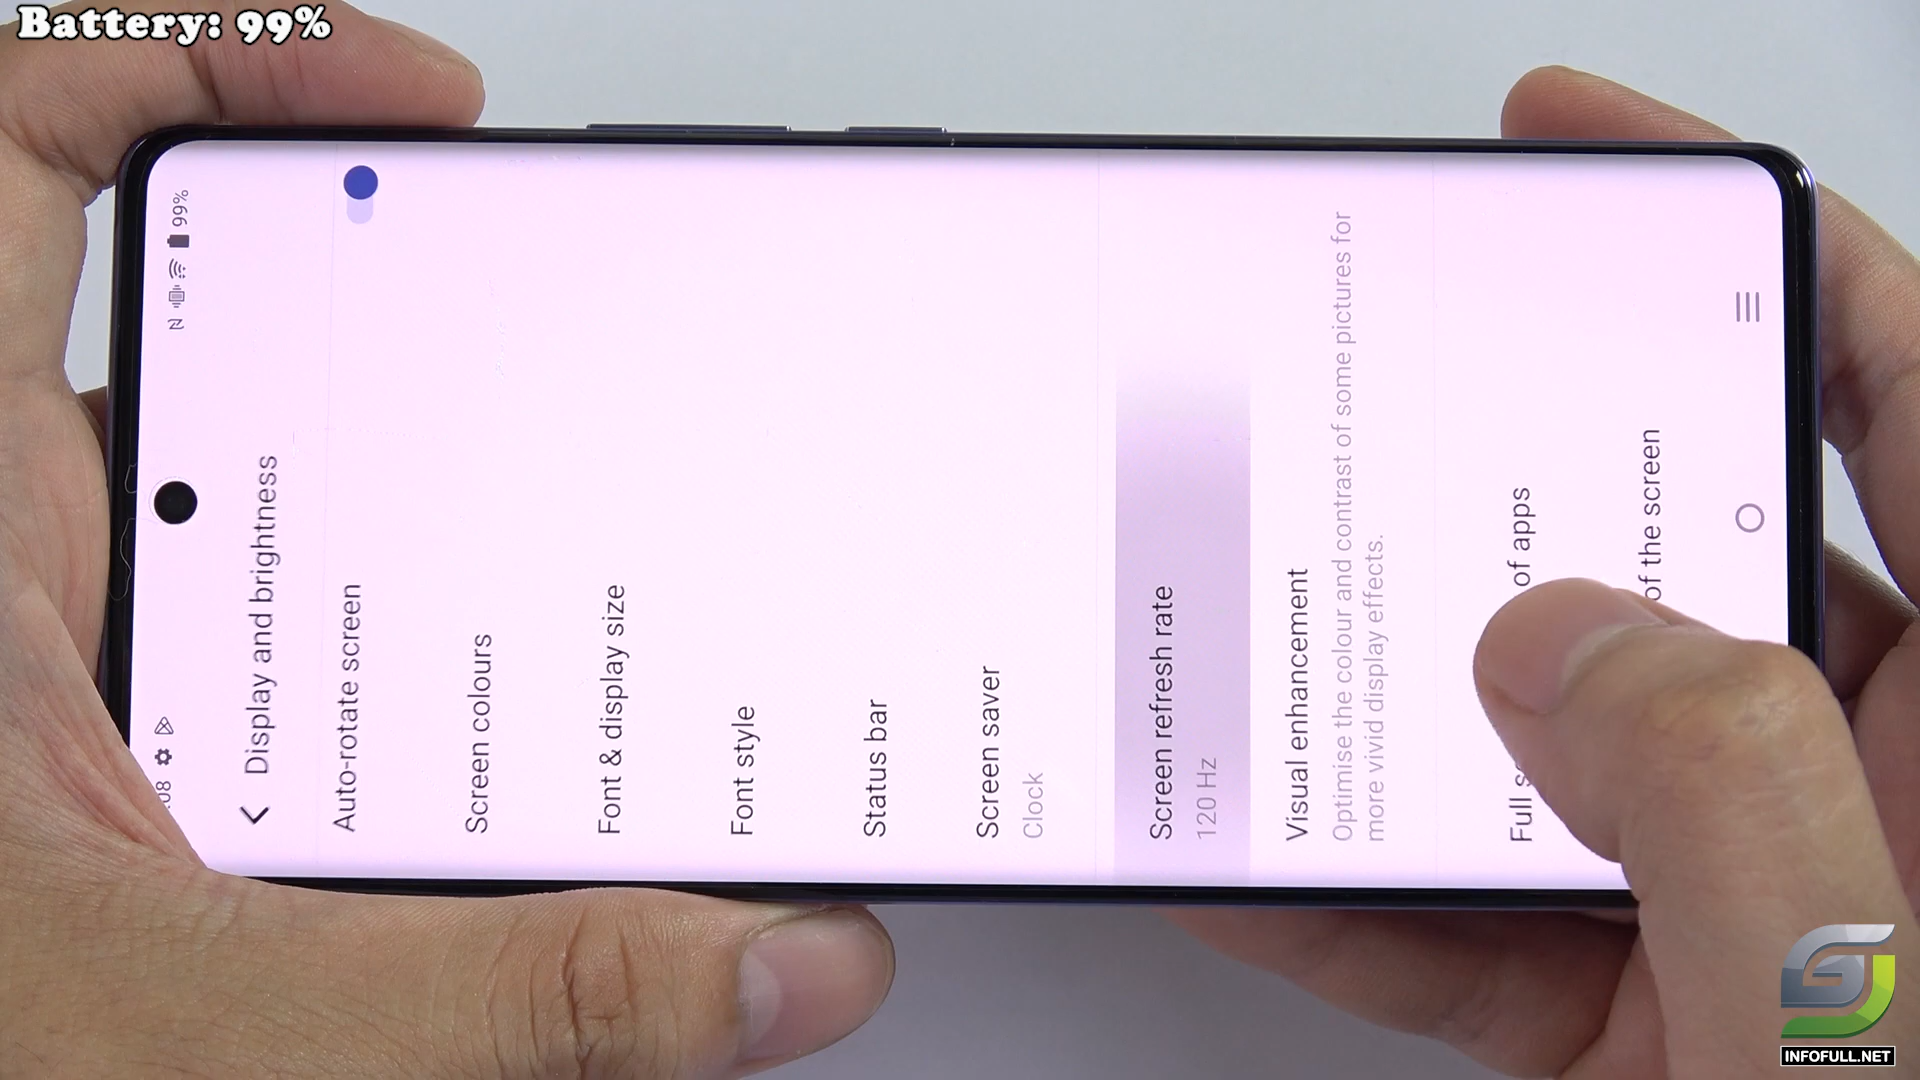 Battery: 99%
:08
99%
Display and brightness
Auto-rotate screen
Screen colours
Font & display size
Font style
Status bar
Screen saver
Clock
Screen refresh rate
120 Hz
Visual enhancement
Optimise the colour and contrast of some pictures for
more vivid display effects.
Full of apps
of the screen
INFOFULL.NET